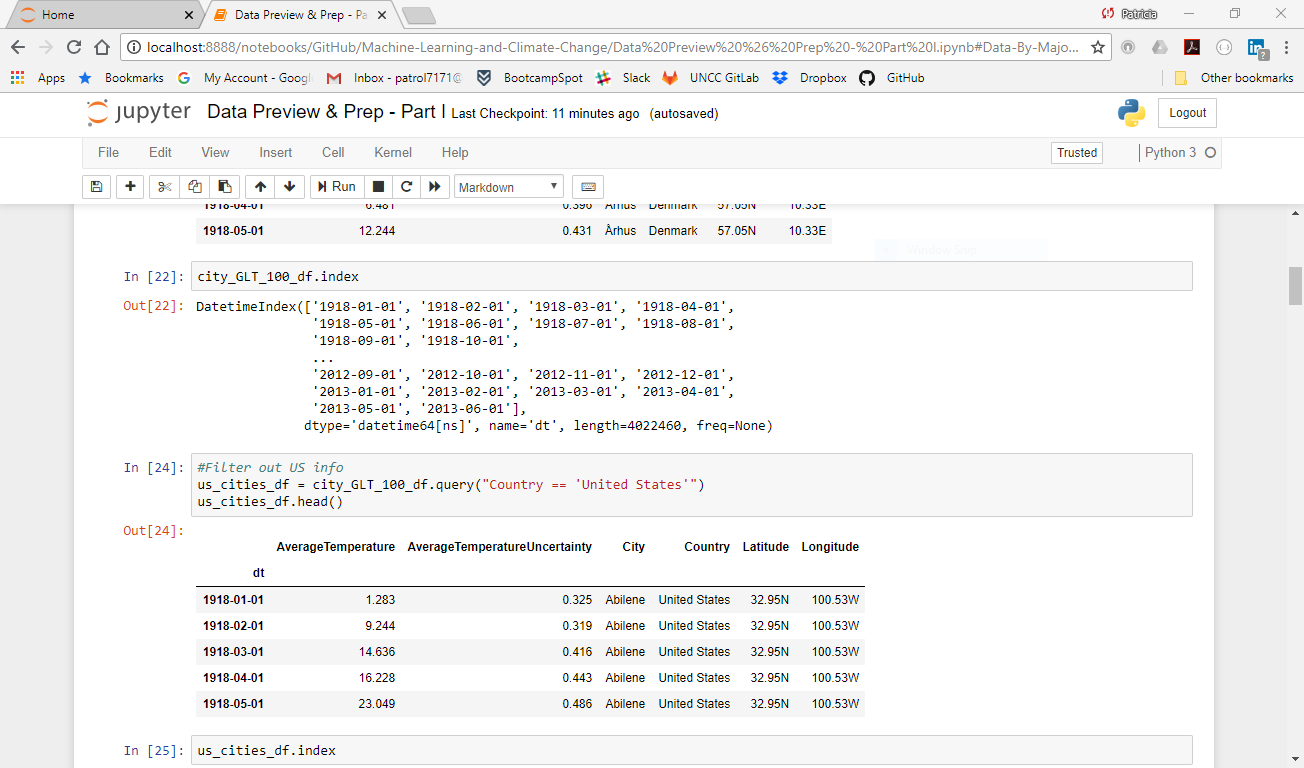 Home
Data Preview & Prep - Pa
Patricia
localhost:8888/notebooks/GitHub/Machine-Learning-and-Climate-Change/Data%20Preview%20%26%20Prep%20-%20Part%20I.ipynb#Data-By-Majo...
Apps Bookmarks My Account - Googl Inbox - patrol7171@ BootcampSpot Slack UNCC GitLab Dropbox GitHub Other bookmarks
jupyter Data Preview & Prep - Part I Last Checkpoint: 11 minutes ago (autosaved) Logout
File Edit View Insert Cell Kernel Help Trusted Python 3
Run Markdown
1918-04-01 6.481 0.396 Århus Denmark 57.05N 10.33E
1918-05-01 12.244 0.431 Århus Denmark 57.05N 10.33E
Window Snip
In [22]: city_GLT_100_df.index
Out[22]: DatetimeIndex(['1918-01-01', '1918-02-01', '1918-03-01', '1918-04-01',
'1918-05-01', '1918-06-01', '1918-07-01', '1918-08-01',
'1918-09-01', '1918-10-01',
...
'2012-09-01', '2012-10-01', '2012-11-01', '2012-12-01',
'2013-01-01', '2013-02-01', '2013-03-01', '2013-04-01',
'2013-05-01', '2013-06-01'],
dtype='datetime64[ns]', name='dt', length=4022460, freq=None)
In [24]: #Filter out US info
us_cities_df = city_GLT_100_df.query("Country == 'United States'")
us_cities_df.head()
Out[24]:
AverageTemperature AverageTemperatureUncertainty City Country Latitude Longitude
dt
1918-01-01 1.283 0.325 Abilene United States 32.95N 100.53W
1918-02-01 9.244 0.319 Abilene United States 32.95N 100.53W
1918-03-01 14.636 0.416 Abilene United States 32.95N 100.53W
1918-04-01 16.228 0.443 Abilene United States 32.95N 100.53W
1918-05-01 23.049 0.486 Abilene United States 32.95N 100.53W
In [25]: us_cities_df.index